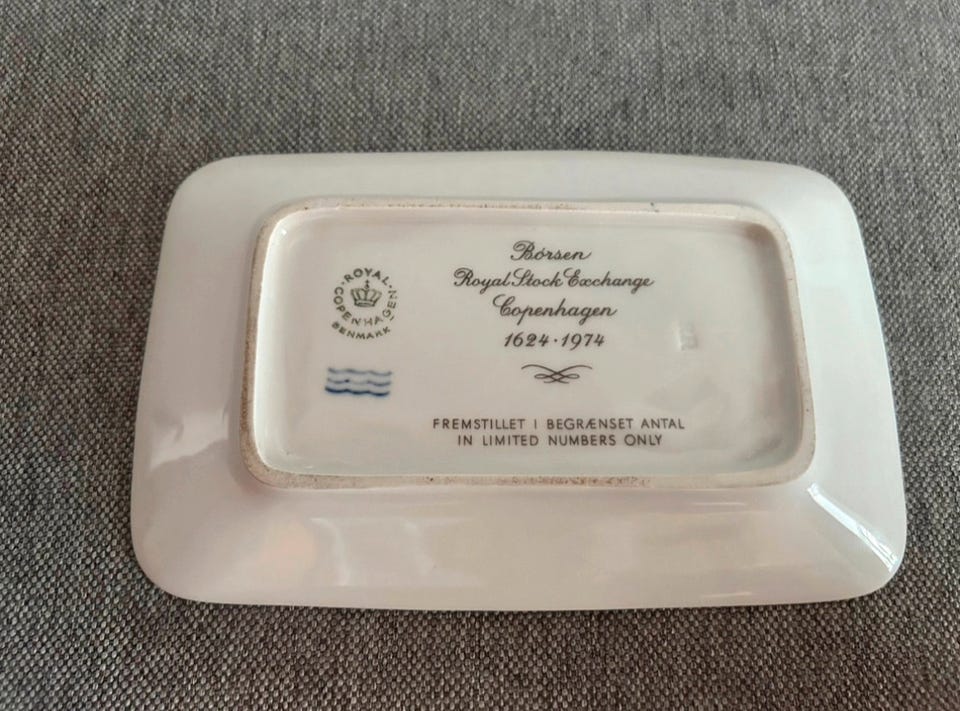 Börsen
Royal Stock Exchange
Copenhagen
1624 · 1974
ROYAL · COPENHAGEN ·
DENMARK
FREMSTILLET I BEGRÆNSET ANTAL
IN LIMITED NUMBERS ONLY